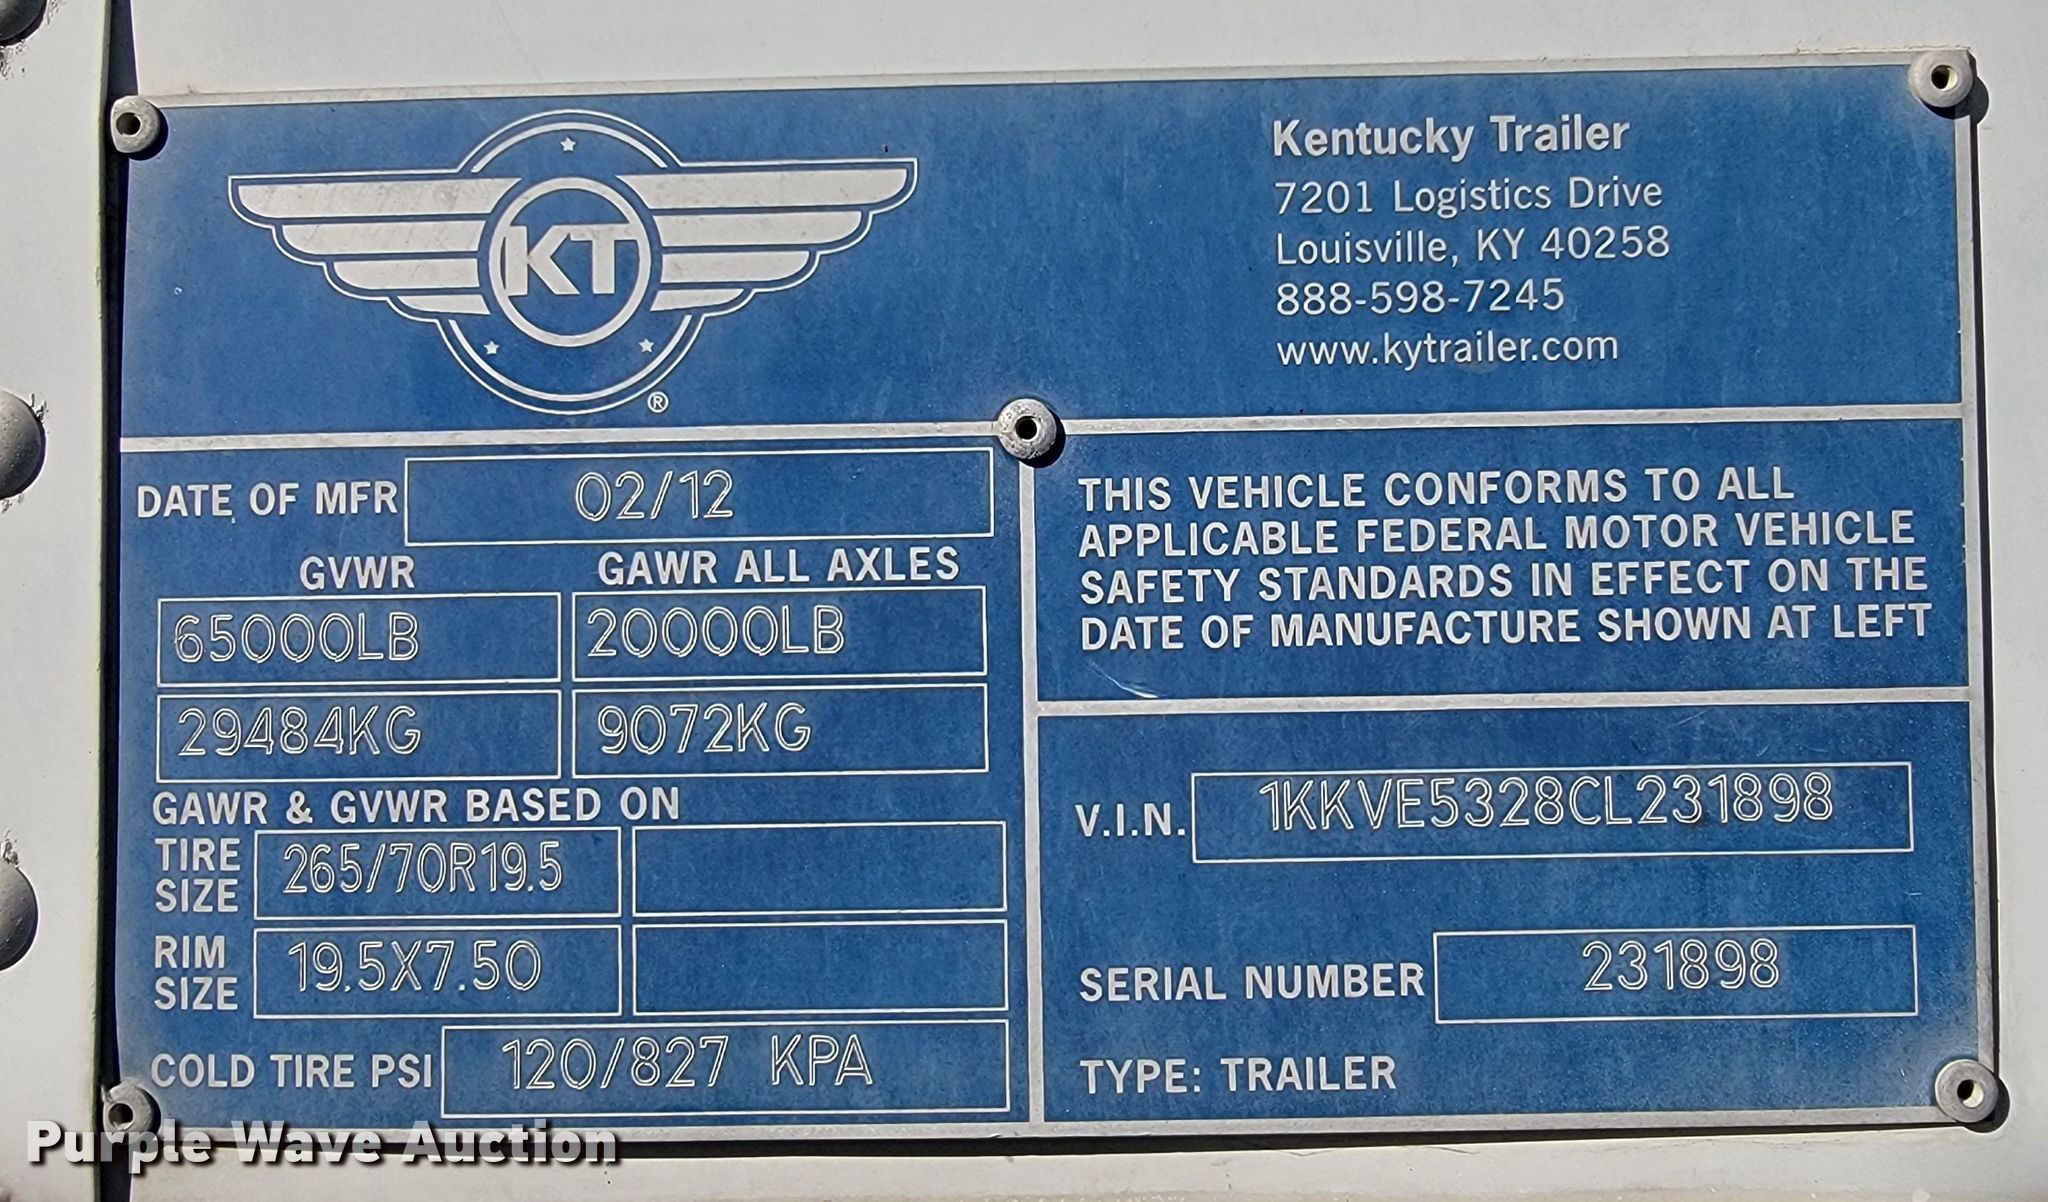 KT
®
Kentucky Trailer
7201 Logistics Drive
Louisville, KY 40258
888-598-7245
www.kytrailer.com
DATE OF MFR 02/12
GVWR GAWR ALL AXLES
65000LB 20000LB
29484KG 9072KG
GAWR & GVWR BASED ON
TIRE SIZE 265/70R19.5
RIM SIZE 19.5X7.50
COLD TIRE PSI 120/827 KPA
THIS VEHICLE CONFORMS TO ALL
APPLICABLE FEDERAL MOTOR VEHICLE
SAFETY STANDARDS IN EFFECT ON THE
DATE OF MANUFACTURE SHOWN AT LEFT
V.I.N. 1KKVE5328CL231898
SERIAL NUMBER 231898
TYPE: TRAILER
Purple Wave Auction